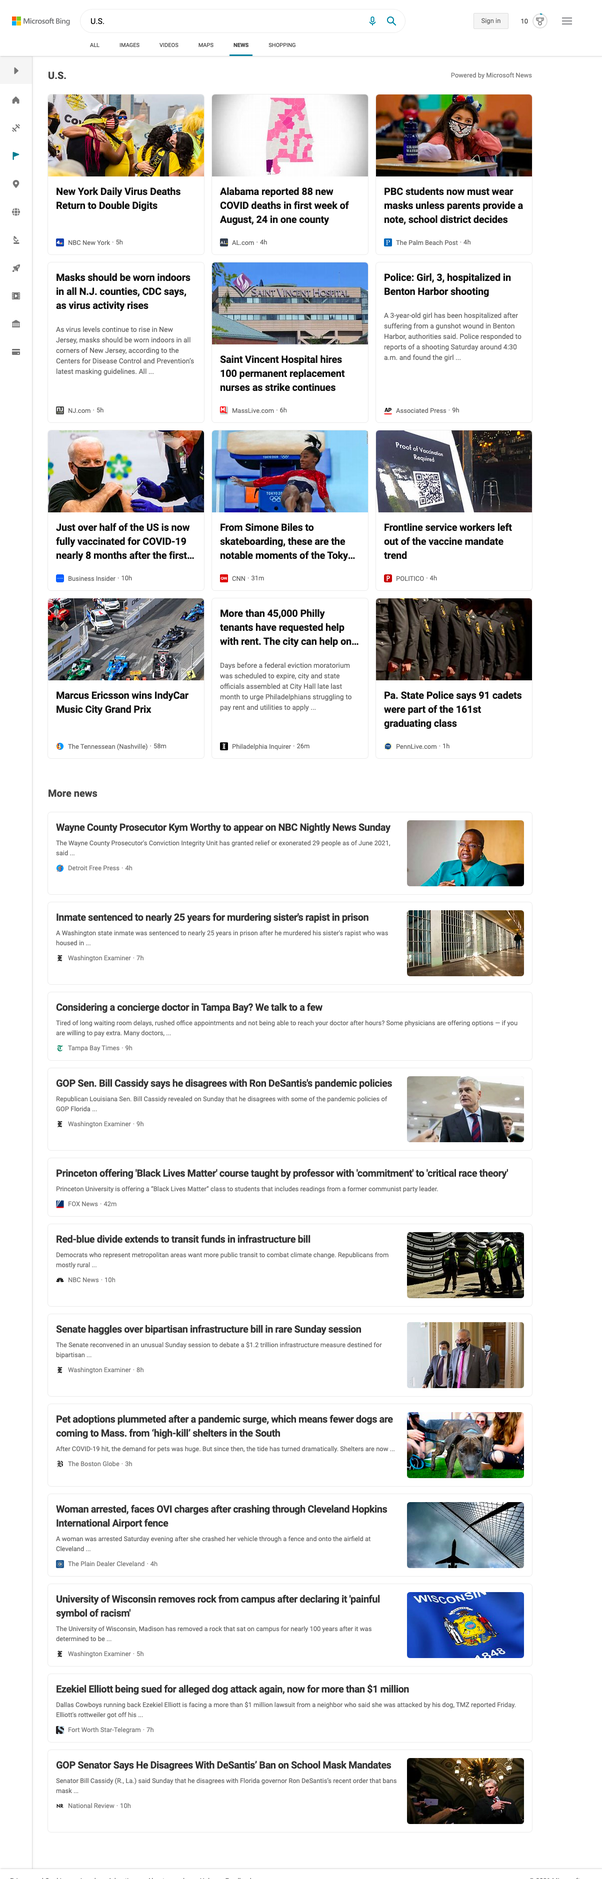 Microsoft Bing
U.S.
Sign in
10
ALL IMAGES VIDEOS MAPS NEWS SHOPPING
U.S.
Powered by Microsoft News
New York Daily Virus Deaths
Return to Double Digits
NBC New York · 5h
Alabama reported 88 new
COVID deaths in first week of
August, 24 in one county
AL.com · 4h
PBC students now must wear
masks unless parents provide a
note, school district decides
The Palm Beach Post · 4h
Masks should be worn indoors
in all N.J. counties, CDC says,
as virus activity rises
As virus levels continue to rise in New
Jersey, masks should be worn indoors in all
corners of New Jersey, according to the
Centers for Disease Control and Prevention's
latest masking guidelines. All ...
NJ.com · 5h
SAINT VINCENT HOSPITAL
Saint Vincent Hospital hires
100 permanent replacement
nurses as strike continues
MassLive.com · 6h
Police: Girl, 3, hospitalized in
Benton Harbor shooting
A 3-year-old girl has been hospitalized after
suffering from a gunshot wound in Benton
Harbor, authorities said. Police responded to
reports of a shooting Saturday around 4:30
a.m. and found the girl ...
AP Associated Press · 9h
Just over half of the US is now
fully vaccinated for COVID-19
nearly 8 months after the first...
Business Insider · 10h
From Simone Biles to
skateboarding, these are the
notable moments of the Toky...
CNN · 31m
Proof of Vaccination
Required
Frontline service workers left
out of the vaccine mandate
trend
POLITICO · 4h
Marcus Ericsson wins IndyCar
Music City Grand Prix
The Tennessean (Nashville) · 58m
More than 45,000 Philly
tenants have requested help
with rent. The city can help on...
Days before a federal eviction moratorium
was scheduled to expire, city and state
officials assembled at City Hall late last
month to urge Philadelphians struggling to
pay rent and utilities to apply ...
Philadelphia Inquirer · 26m
Pa. State Police says 91 cadets
were part of the 161st
graduating class
PennLive.com · 1h
More news
Wayne County Prosecutor Kym Worthy to appear on NBC Nightly News Sunday
The Wayne County Prosecutor's Conviction Integrity Unit has granted relief or exonerated 29 people as of June 2021,
said ...
Detroit Free Press · 4h
Inmate sentenced to nearly 25 years for murdering sister's rapist in prison
A Washington state inmate was sentenced to nearly 25 years in prison after he murdered his sister's rapist who was
housed in ...
Washington Examiner · 7h
Considering a concierge doctor in Tampa Bay? We talk to a few
Tired of long waiting room delays, rushed office appointments and not being able to reach your doctor after hours? Some physicians are offering options — if you
are willing to pay extra. Many doctors, ...
Tampa Bay Times · 9h
GOP Sen. Bill Cassidy says he disagrees with Ron DeSantis's pandemic policies
Republican Louisiana Sen. Bill Cassidy revealed on Sunday that he disagrees with some of the pandemic policies of
GOP Florida ...
Washington Examiner · 9h
Princeton offering 'Black Lives Matter' course taught by professor with 'commitment' to 'critical race theory'
Princeton University is offering a "Black Lives Matter" class to students that includes readings from a former communist party leader.
FOX News · 42m
Red-blue divide extends to transit funds in infrastructure bill
Democrats who represent metropolitan areas want more public transit to combat climate change. Republicans from
mostly rural ...
NBC News · 10h
Senate haggles over bipartisan infrastructure bill in rare Sunday session
The Senate reconvened in an unusual Sunday session to debate a $1.2 trillion infrastructure measure destined for
bipartisan ...
Washington Examiner · 8h
Pet adoptions plummeted after a pandemic surge, which means fewer dogs are
coming to Mass. from 'high-kill' shelters in the South
After COVID-19 hit, the demand for pets was huge. But since then, the tide has turned dramatically. Shelters are now ...
The Boston Globe · 3h
Woman arrested, faces OVI charges after crashing through Cleveland Hopkins
International Airport fence
A woman was arrested Saturday evening after she crashed her vehicle through a fence and onto the airfield at
Cleveland ...
The Plain Dealer Cleveland · 4h
University of Wisconsin removes rock from campus after declaring it 'painful
symbol of racism'
The University of Wisconsin, Madison has removed a rock that sat on campus for nearly 100 years after it was
determined to be ...
Washington Examiner · 5h
WISCONSIN
1848
Ezekiel Elliott being sued for alleged dog attack again, now for more than $1 million
Dallas Cowboys running back Ezekiel Elliott is facing a more than $1 million lawsuit from a neighbor who said she was attacked by his dog, TMZ reported Friday.
Elliott's rottweiler got off his ...
Fort Worth Star-Telegram · 7h
GOP Senator Says He Disagrees With DeSantis' Ban on School Mask Mandates
Senator Bill Cassidy (R., La.) said Sunday that he disagrees with Florida governor Ron DeSantis's recent order that bans
mask ...
NR National Review · 10h